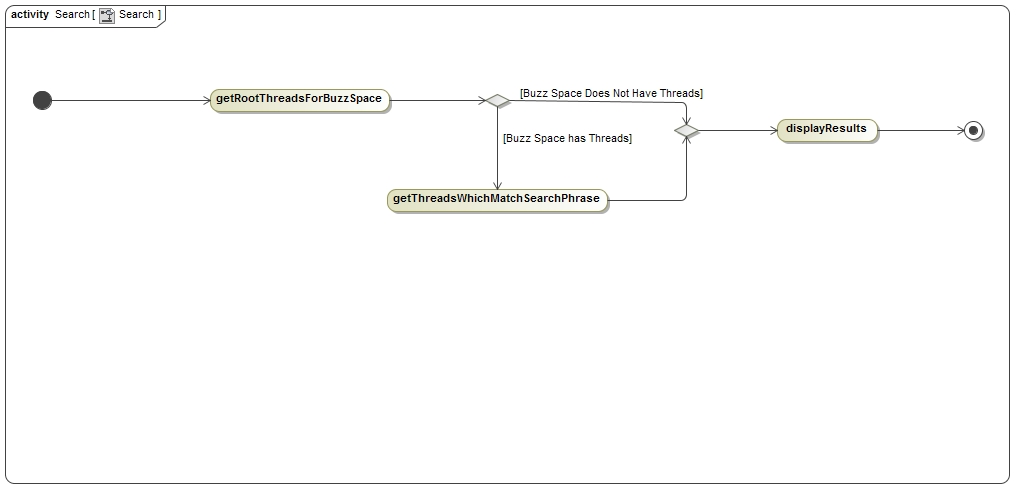 activity Search [ Search ]
getRootThreadsForBuzzSpace
[Buzz Space Does Not Have Threads]
displayResults
[Buzz Space has Threads]
getThreadsWhichMatchSearchPhrase